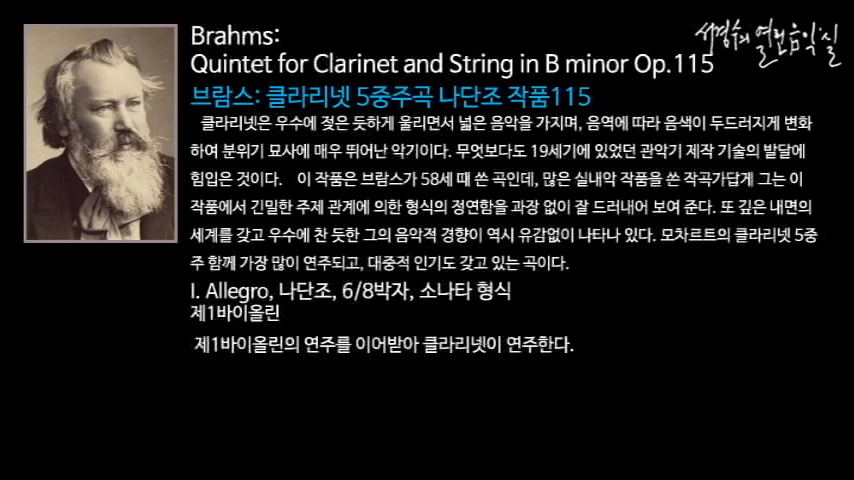 Brahms:
Quintet for Clarinet and String in B minor Op.115
서경수의 열린음악실
브람스: 클라리넷 5중주곡 나단조 작품115
클라리넷은 우수에 젖은 듯하게 울리면서 넓은 음악을 가지며, 음역에 따라 음색이 두드러지게 변화
하여 분위기 묘사에 매우 뛰어난 악기이다. 무엇보다도 19세기에 있었던 관악기 제작 기술의 발달에
힘입은 것이다. 이 작품은 브람스가 58세 때 쓴 곡인데, 많은 실내악 작품을 쓴 작곡가답게 그는 이
작품에서 긴밀한 주제 관계에 의한 형식의 정연함을 과장 없이 잘 드러내어 보여 준다. 또 깊은 내면의
세계를 갖고 우수에 찬 듯한 그의 음악적 경향이 역시 유감없이 나타나 있다. 모차르트의 클라리넷 5중
주 함께 가장 많이 연주되고, 대중적 인기도 갖고 있는 곡이다.
I. Allegro, 나단조, 6/8박자, 소나타 형식
제1바이올린
제1바이올린의 연주를 이어받아 클라리넷이 연주한다.